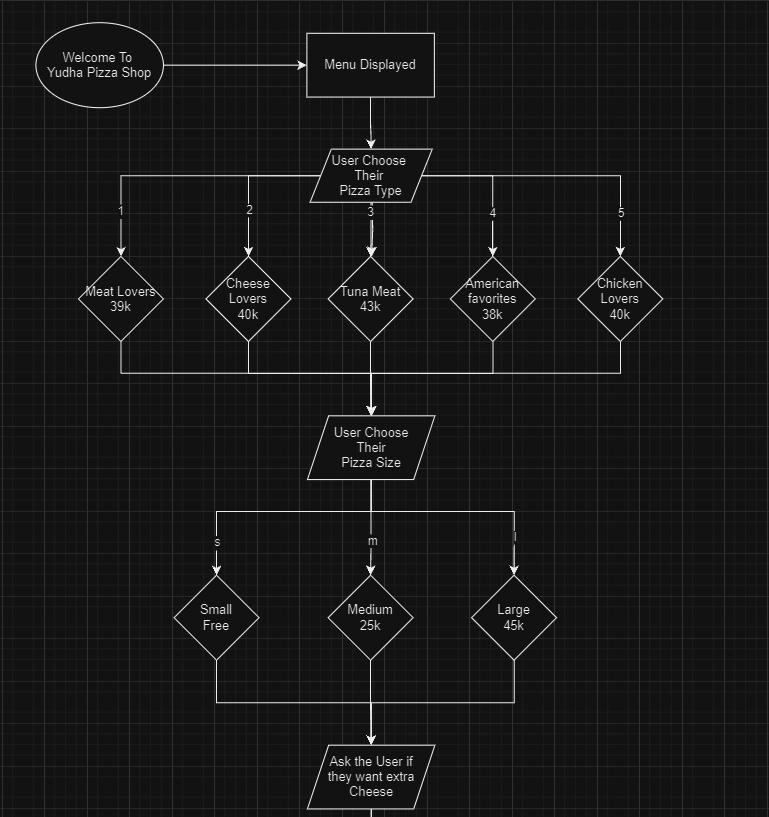 Welcome To
Yudha Pizza Shop
Menu Displayed
User Choose
Their
Pizza Type
1
2
3
4
5
Meat Lovers
39k
Cheese
Lovers
40k
Tuna Meat
43k
American
favorites
38k
Chicken
Lovers
40k
User Choose
Their
Pizza Size
s
m
l
Small
Free
Medium
25k
Large
45k
Ask the User if
they want extra
Cheese